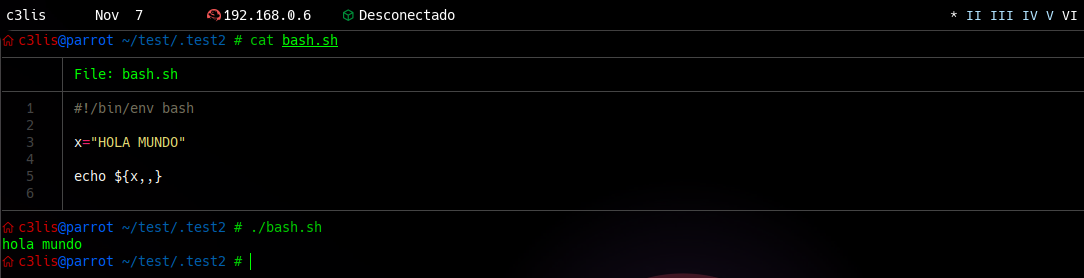 c3lis Nov 7 192.168.0.6 Desconectado * II III IV V VI
c3lis@parrot ~/test/.test2 # cat bash.sh
File: bash.sh
1 #!/bin/env bash
2
3 x="HOLA MUNDO"
4
5 echo ${x,,}
6
c3lis@parrot ~/test/.test2 # ./bash.sh
hola mundo
c3lis@parrot ~/test/.test2 #